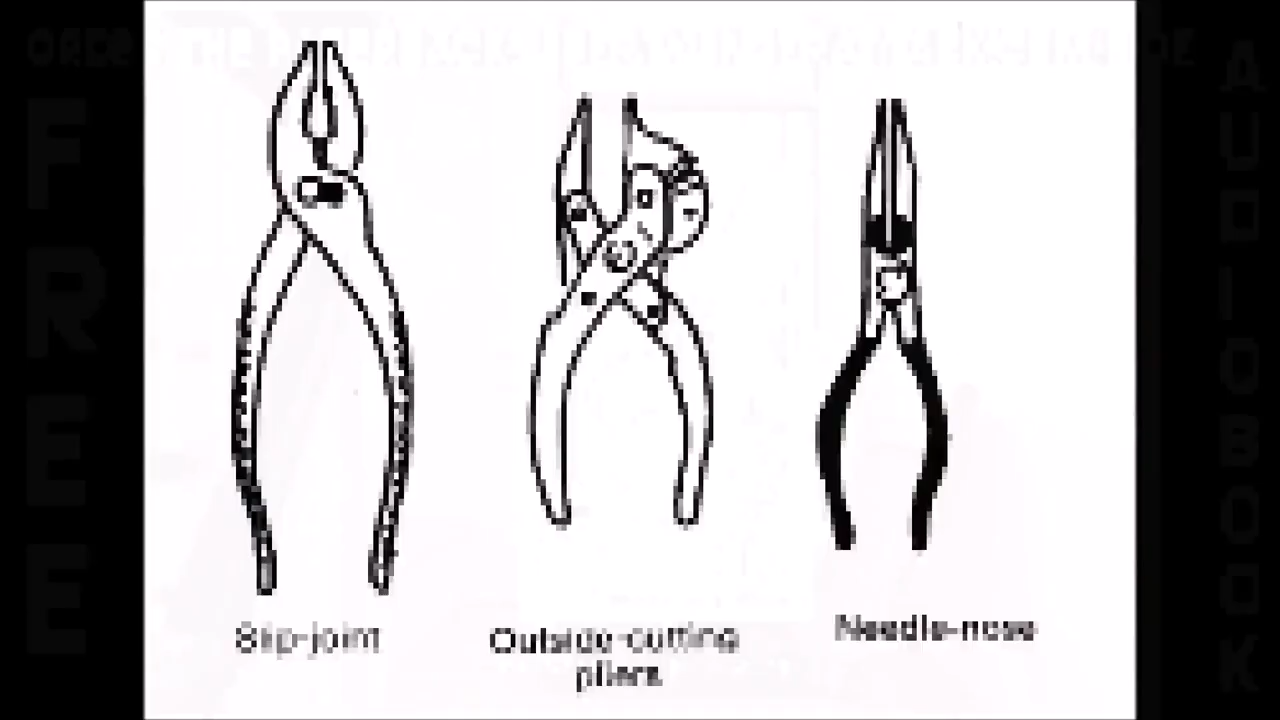 Slip-joint
Outside-cutting
pliers
Needle-nose
FREE
AUDIOBOOK